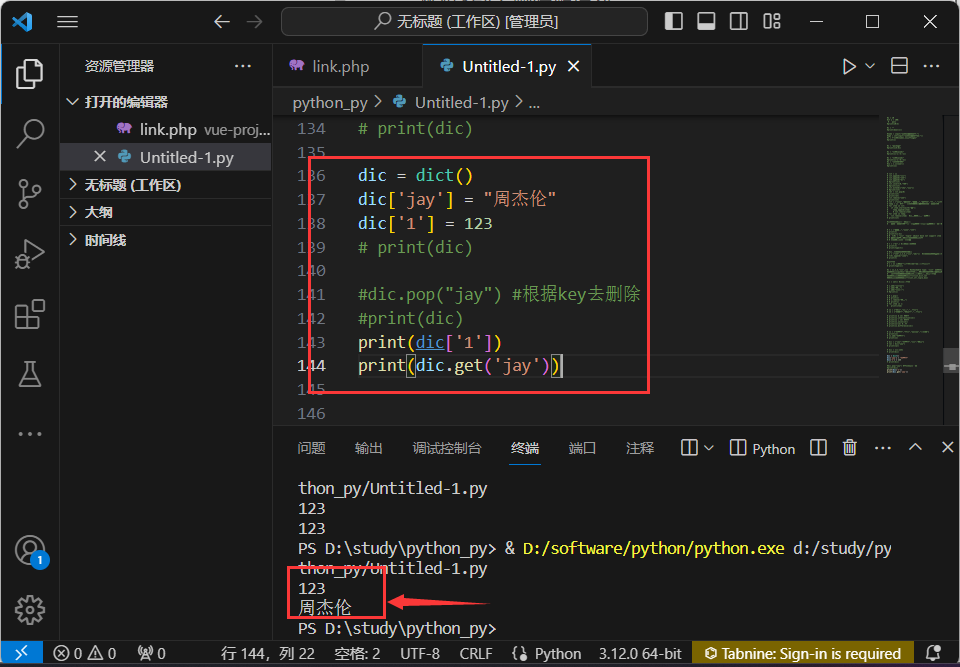 无标题 (工作区) [管理员]
资源管理器
link.php
Untitled-1.py
打开的编辑器
link.php vue-proj...
Untitled-1.py
无标题 (工作区)
大纲
时间线
python_py > Untitled-1.py > ...
134 # print(dic)
135
136 dic = dict()
137 dic['jay'] = "周杰伦"
138 dic['1'] = 123
139 # print(dic)
140
141 #dic.pop("jay") #根据key去删除
142 #print(dic)
143 print(dic['1'])
144 print(dic.get('jay'))
145
146
问题 输出 调试控制台 终端 端口 注释 Python
thon_py/Untitled-1.py
123
123
PS D:\study\python_py> & D:/software/python/python.exe d:/study/py
thon_py/Untitled-1.py
123
周杰伦
PS D:\study\python_py>
1
0 0 0 行 144，列 22 空格: 2 UTF-8 CRLF Python 3.12.0 64-bit Tabnine: Sign-in is required